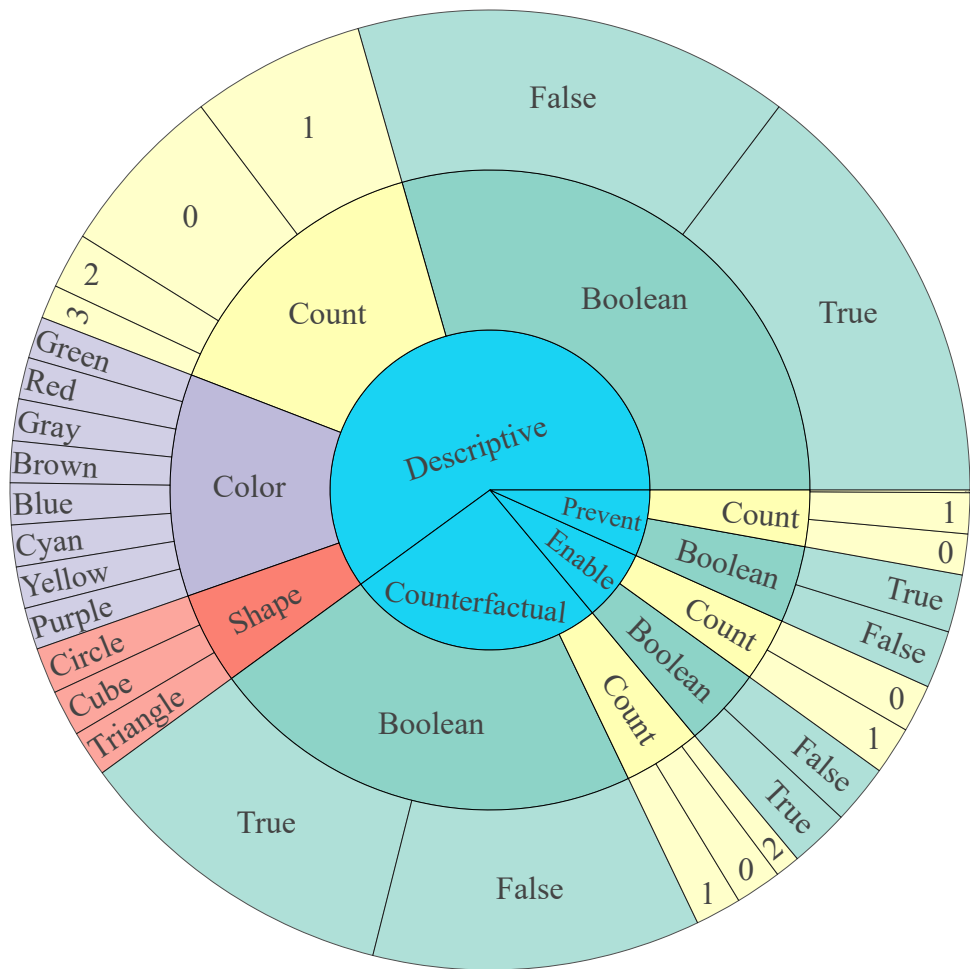 False
1
0
2
3
True
Boolean
Count
Green
Red
Gray
Brown
Blue
Cyan
Yellow
Purple
Color
Circle
Cube
Triangle
Shape
Descriptive
Prevent
Enable
Counterfactual
Count
1
0
Boolean
True
False
Count
0
1
Boolean
False
True
Count
2
0
1
Boolean
True
False